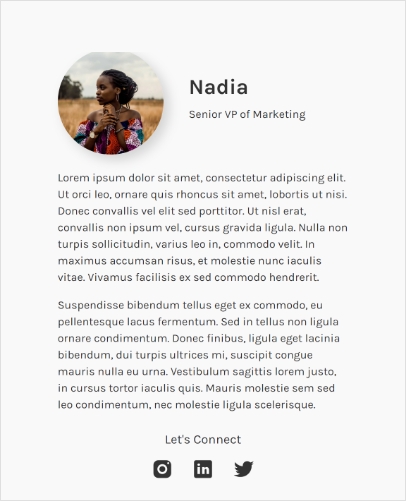 Nadia
Senior VP of Marketing
Lorem ipsum dolor sit amet, consectetur adipiscing elit.
Ut orci leo, ornare quis rhoncus sit amet, lobortis ut nisi.
Donec convallis vel elit sed porttitor. Ut nisl erat,
convallis non ipsum vel, cursus gravida ligula. Nulla non
turpis sollicitudin, varius leo in, commodo velit. In
maximus accumsan risus, et molestie nunc iaculis
vitae. Vivamus facilisis ex sed commodo hendrerit.
Suspendisse bibendum tellus eget ex commodo, eu
pellentesque lacus fermentum. Sed in tellus non ligula
ornare condimentum. Donec finibus, ligula eget lacinia
bibendum, dui turpis ultrices mi, suscipit congue
mauris nulla eu urna. Vestibulum sagittis lorem justo,
in cursus tortor iaculis quis. Mauris molestie sem sed
leo condimentum, nec molestie ligula scelerisque.
Let's Connect